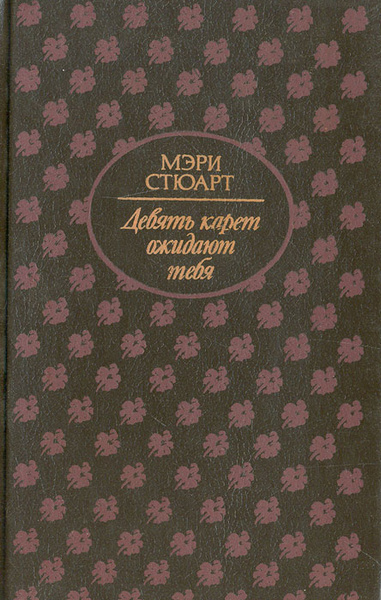 МЭРИ
СТЮАРТ
Девять карет
ожидают
тебя